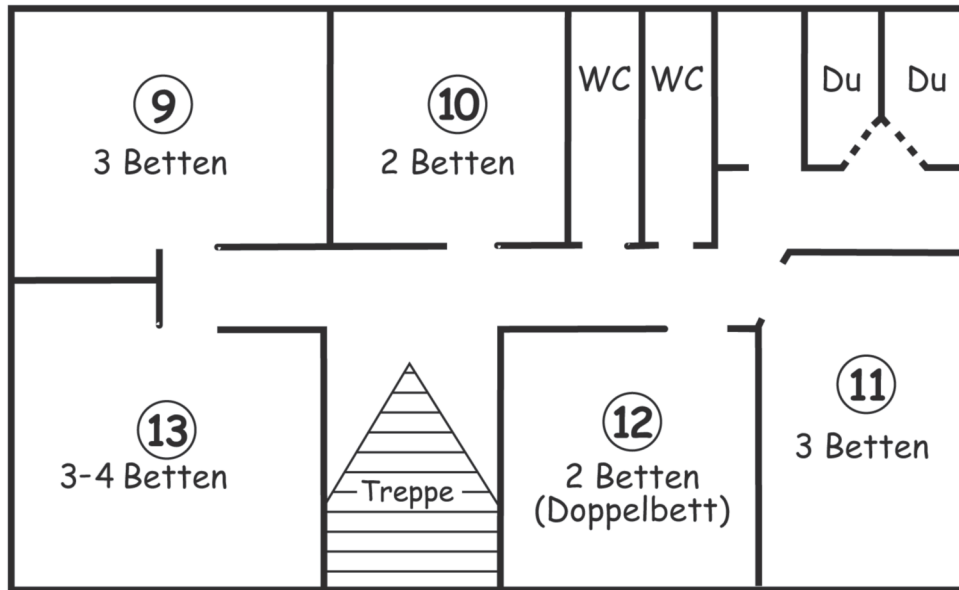 9
3 Betten
10
2 Betten
WC
WC
Du
Du
13
3-4 Betten
Treppe
12
2 Betten
(Doppelbett)
11
3 Betten